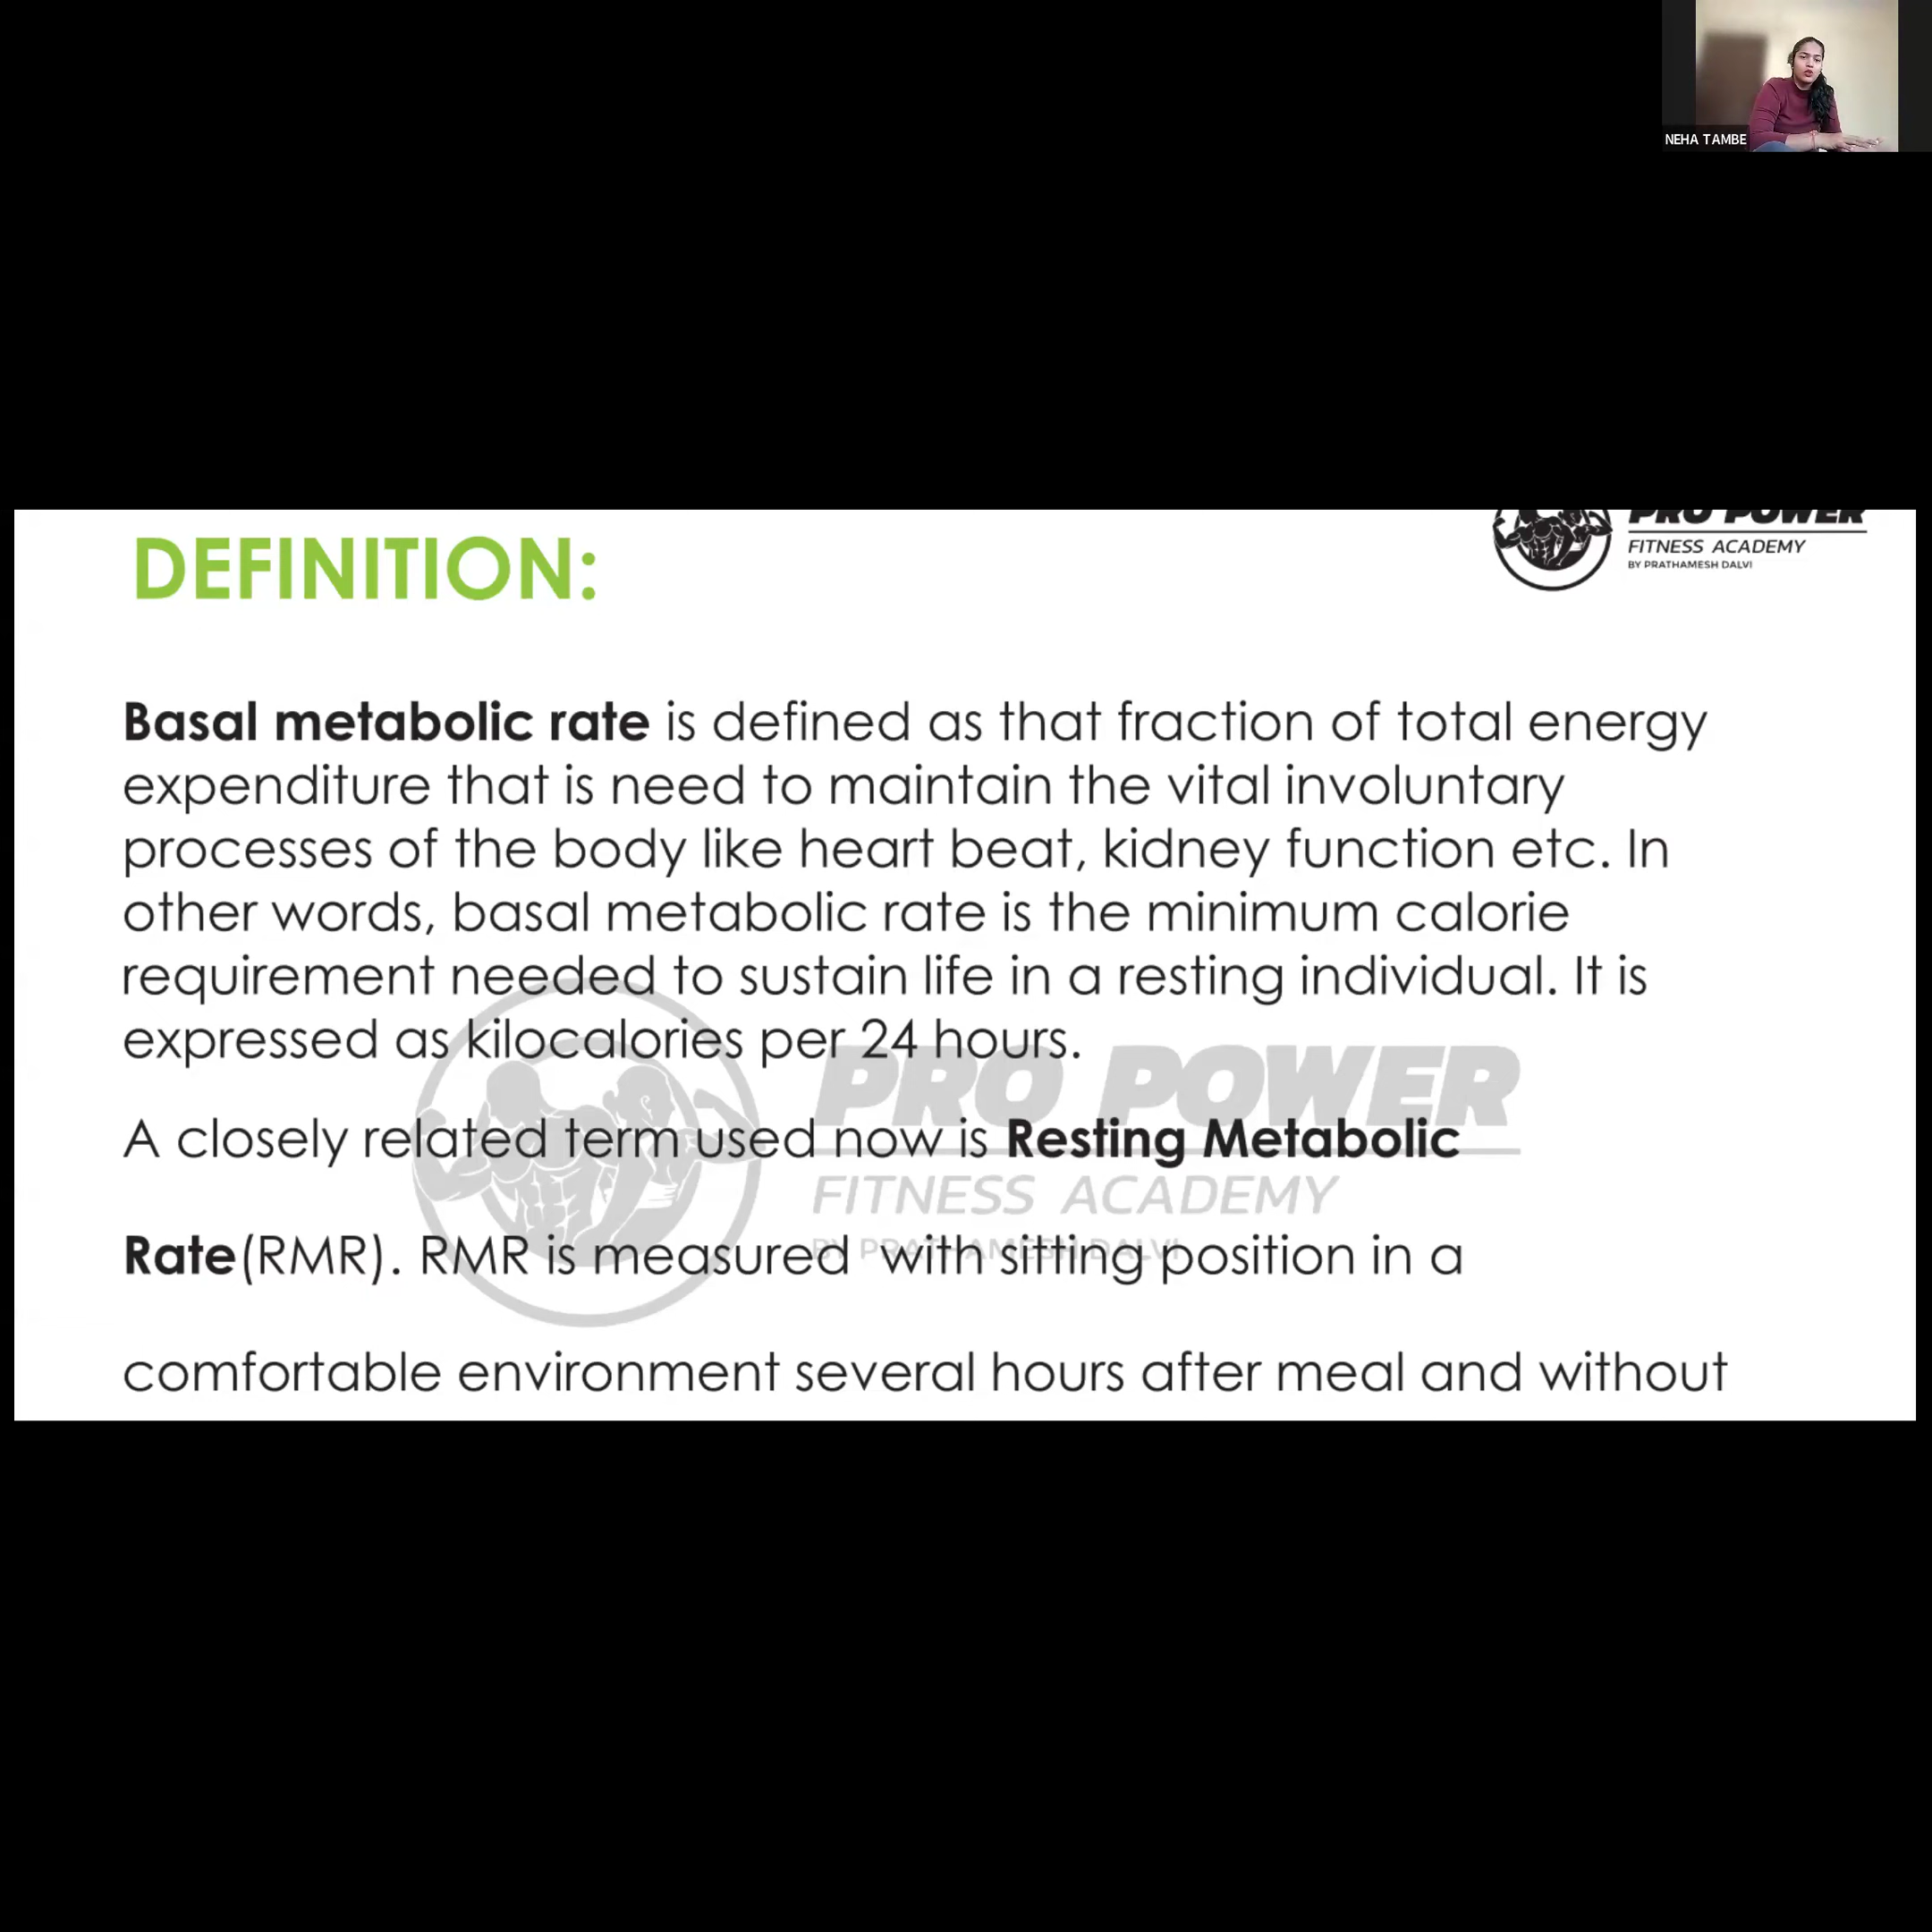 NEHA TAMBE
PRO POWER
FITNESS ACADEMY
BY PRATHAMESH DALVI
DEFINITION:
Basal metabolic rate is defined as that fraction of total energy
expenditure that is need to maintain the vital involuntary
processes of the body like heart beat, kidney function etc. In
other words, basal metabolic rate is the minimum calorie
requirement needed to sustain life in a resting individual. It is
expressed as kilocalories per 24 hours.
A closely related term used now is Resting Metabolic
Rate(RMR). RMR is measured with sitting position in a
comfortable environment several hours after meal and without
PRO POWER
FITNESS ACADEMY
BY PRATHAMESH DALVI